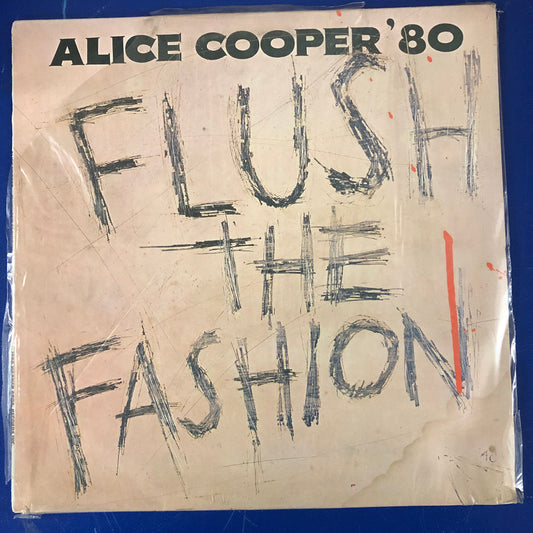 ALICE COOPER '80
FLUSH
THE
FASHION